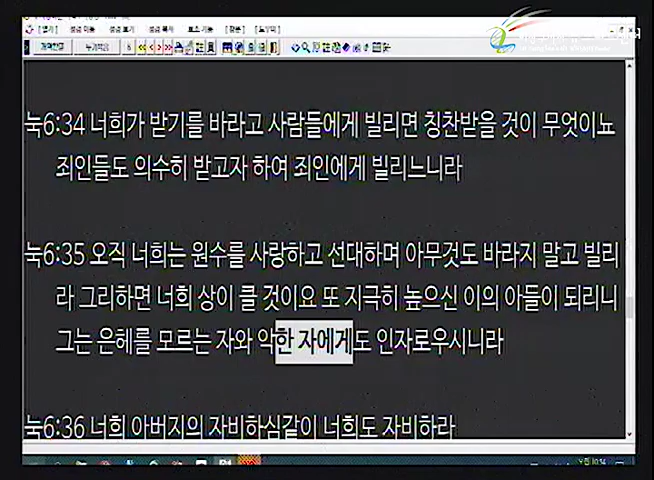 개역한글
눅6:34 너희가 받기를 바라고 사람들에게 빌리면 칭찬받을 것이 무엇이뇨
죄인들도 의수히 받고자 하여 죄인에게 빌리느니라
눅6:35 오직 너희는 원수를 사랑하고 선대하며 아무것도 바라지 말고 빌리
라 그리하면 너희 상이 클 것이요 또 지극히 높으신 이의 아들이 되리니
그는 은혜를 모르는 자와 악한 자에게도 인자로우시니라
눅6:36 너희 아버지의 자비하심같이 너희도 자비하라